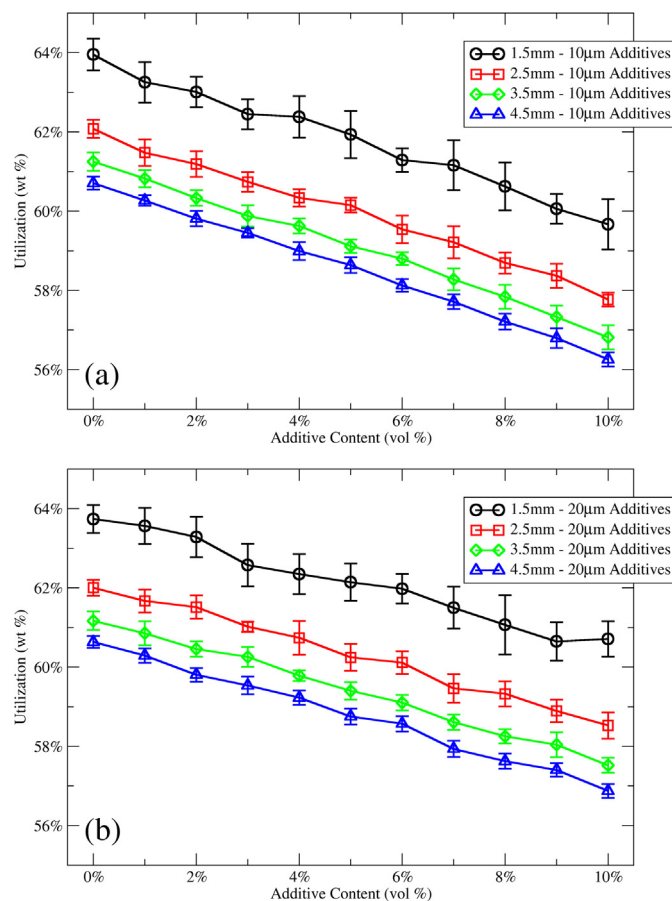 64%
62%
60%
58%
56%
Utilization (wt %)
1.5mm - 10μm Additives
2.5mm - 10μm Additives
3.5mm - 10μm Additives
4.5mm - 10μm Additives
(a)
0%
2%
4%
6%
8%
10%
Additive Content (vol %)
64%
62%
60%
58%
56%
Utilization (wt %)
1.5mm - 20μm Additives
2.5mm - 20μm Additives
3.5mm - 20μm Additives
4.5mm - 20μm Additives
(b)
0%
2%
4%
6%
8%
10%
Additive Content (vol %)